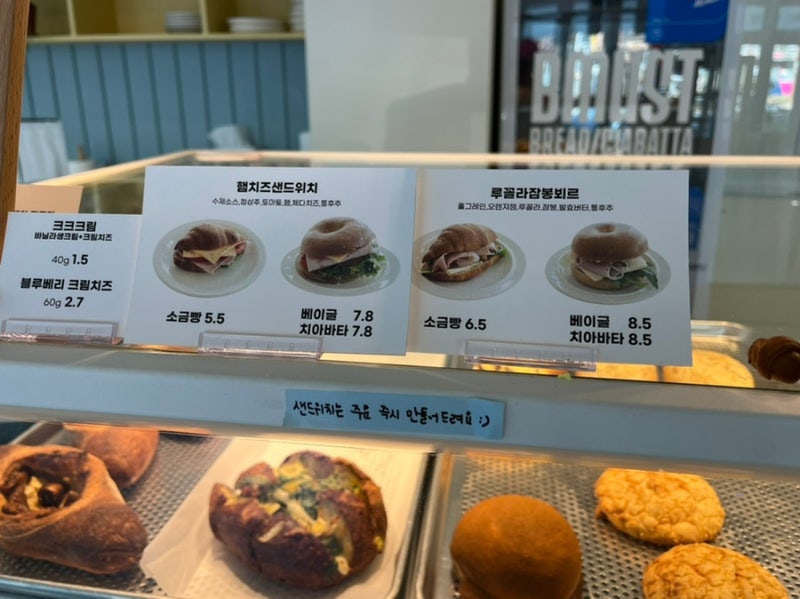 BMUST
BREAD/CIABATTA
크크크림
바닐라생크림+크림치즈
40g 1.5
블루베리 크림치즈
60g 2.7
햄치즈샌드위치
수제소스,청상추,토마토,햄,체다치즈,통후추
소금빵 5.5
베이글 7.8
치아바타 7.8
루꼴라잠봉뵈르
홀그레인,오렌지잼,루꼴라,잠봉,발효버터,통후추
소금빵 6.5
베이글 8.5
치아바타 8.5
샌드위치는 주문 즉시 만들어드려요 :)